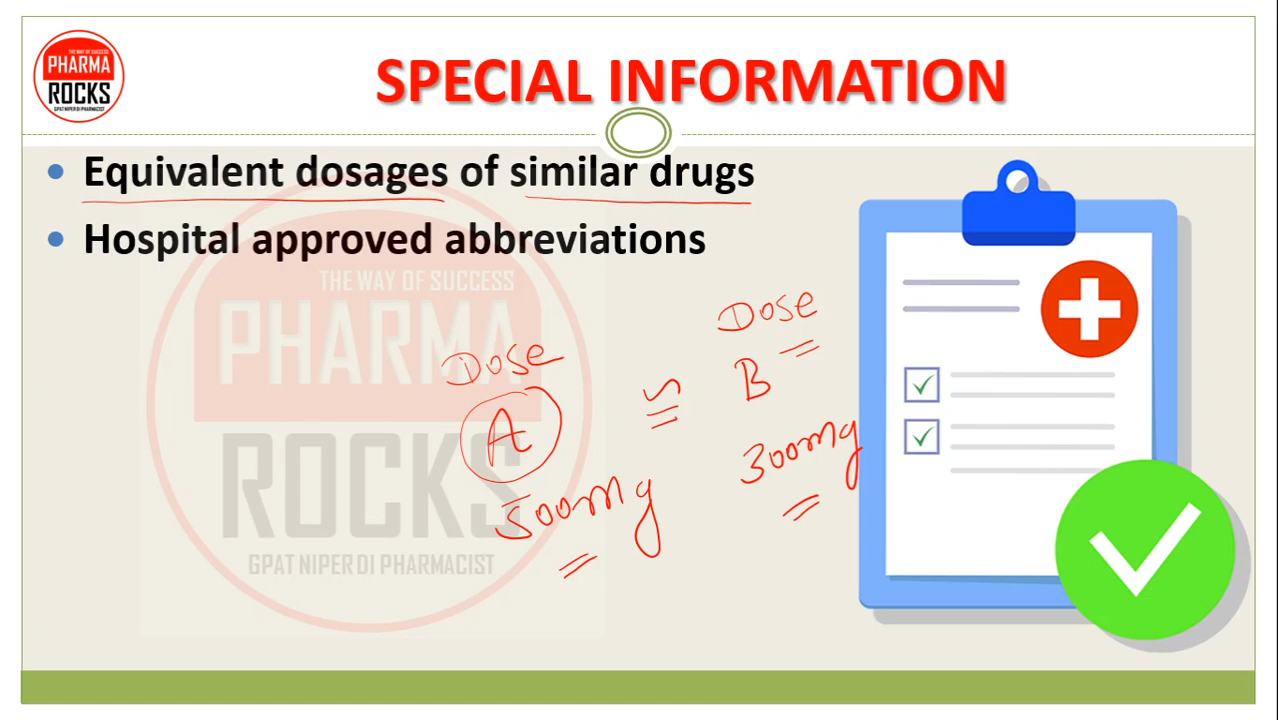 THE WAY OF SUCCESS
PHARMA
ROCKS
GPAT NIPER DI PHARMACIST
SPECIAL INFORMATION
• Equivalent dosages of similar drugs
• Hospital approved abbreviations
THE WAY OF SUCCESS
PHARMA
ROCKS
GPAT NIPER DI PHARMACIST
Dose
A
500mg
≅
Dose
B
300mg